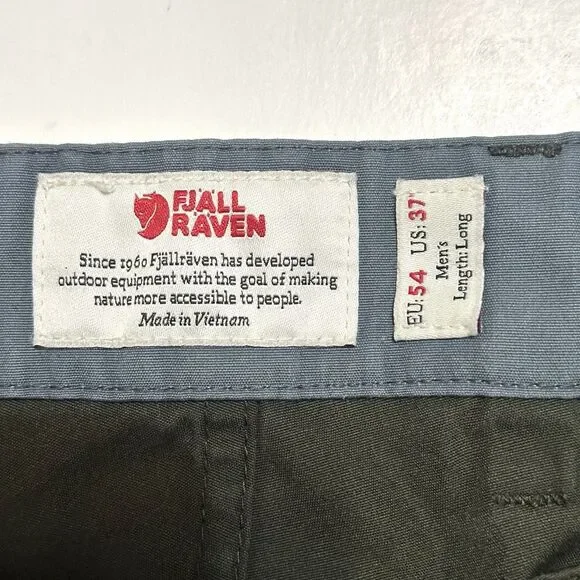 FJÄLL
RÄVEN
Since 1960 Fjällräven has developed
outdoor equipment with the goal of making
nature more accessible to people.
Made in Vietnam
EU:54 US:37
Men's
Length: Long